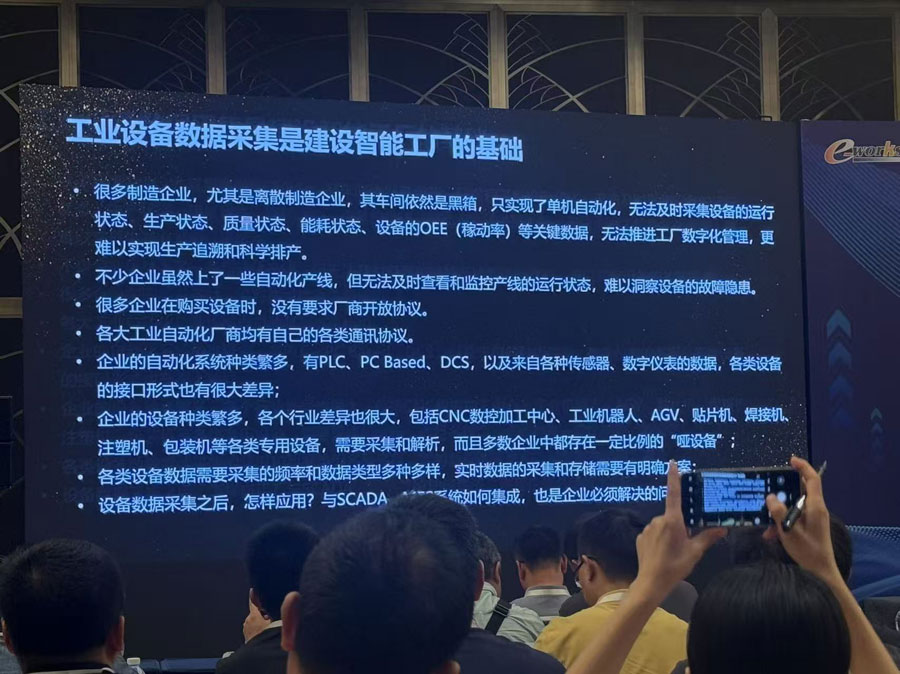 工业设备数据采集是建设智能工厂的基础
e-works
• 很多制造企业，尤其是离散制造企业，其车间依然是黑箱，只实现了单机自动化，无法及时采集设备的运行
状态、生产状态、质量状态、能耗状态、设备的OEE（稼动率）等关键数据，无法推进工厂数字化管理，更
难以实现生产追溯和科学排产。
• 不少企业虽然上了一些自动化产线，但无法及时查看和监控产线的运行状态，难以洞察设备的故障隐患。
• 很多企业在购买设备时，没有要求厂商开放协议。
• 各大工业自动化厂商均有自己的各类通讯协议。
• 企业的自动化系统种类繁多，有PLC、PC Based、DCS，以及来自各种传感器、数字仪表的数据，各类设备
的接口形式也有很大差异；
• 企业的设备种类繁多，各个行业差异也很大，包括CNC数控加工中心、工业机器人、AGV、贴片机、焊接机、
注塑机、包装机等各类专用设备，需要采集和解析，而且多数企业中都存在一定比例的“哑设备”；
• 各类设备数据需要采集的频率和数据类型多种多样，实时数据的采集和存储需要有明确方案；
• 设备数据采集之后，怎样应用？与SCADA、系统如何集成，也是企业必须解决的问